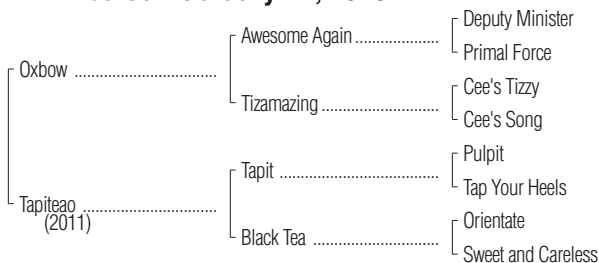 Deputy Minister
Awesome Again
Primal Force
Oxbow
Cee's Tizzy
Tizamazing
Cee's Song
Pulpit
Tapit
Tap Your Heels
Tapiteao
(2011)
Orientate
Black Tea
Sweet and Careless